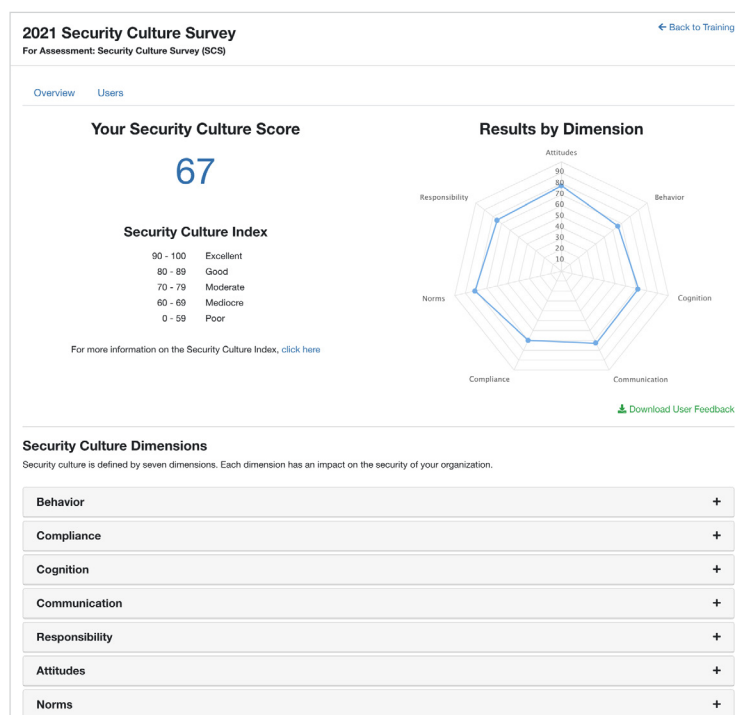 2021 Security Culture Survey
← Back to Training
For Assessment: Security Culture Survey (SCS)
Overview Users
Your Security Culture Score
67
Security Culture Index
90 - 100 Excellent
80 - 89 Good
70 - 79 Moderate
60 - 69 Mediocre
0 - 59 Poor
For more information on the Security Culture Index, click here
Results by Dimension
Attitudes
90
80
70
60
50
40
30
20
10
Responsibility
Behavior
Norms
Cognition
Compliance
Communication
Download User Feedback
Security Culture Dimensions
Security culture is defined by seven dimensions. Each dimension has an impact on the security of your organization.
Behavior +
Compliance +
Cognition +
Communication +
Responsibility +
Attitudes +
Norms +